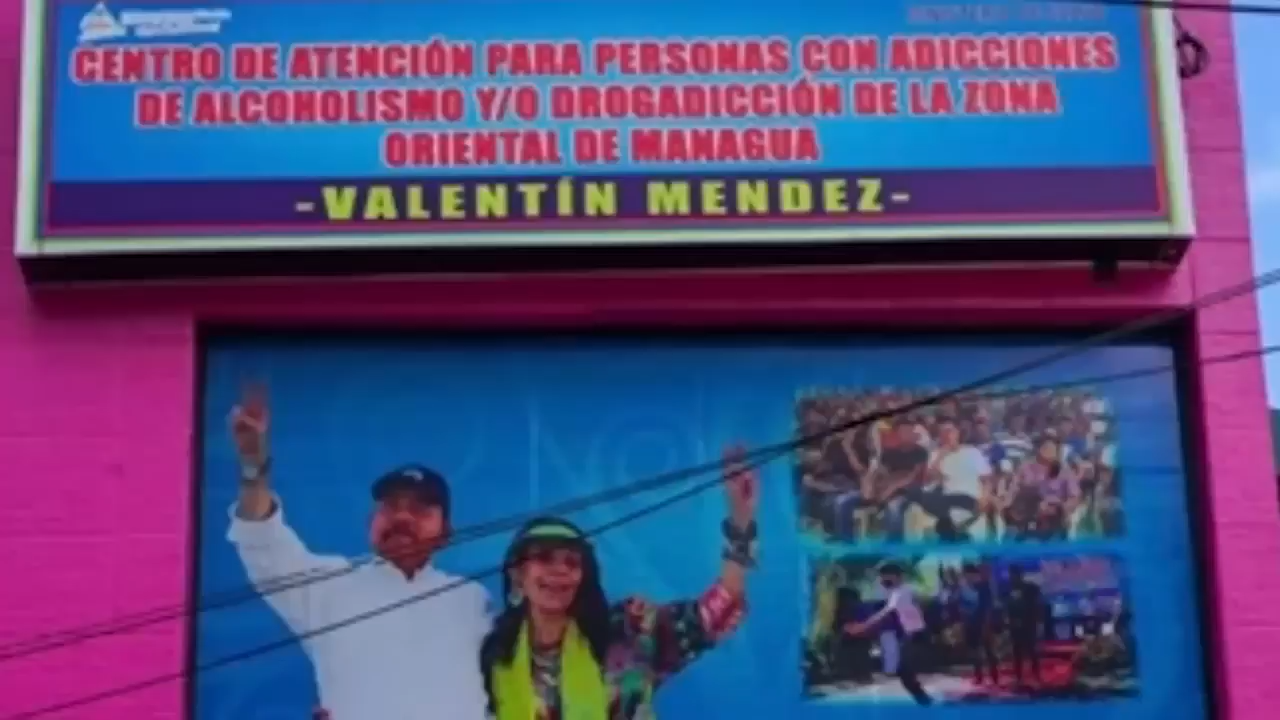 CENTRO DE ATENCIÓN PARA PERSONAS CON ADICCIONES
DE ALCOHOLISMO Y/O DROGADICCIÓN DE LA ZONA
ORIENTAL DE MANAGUA
-VALENTÍN MENDEZ-